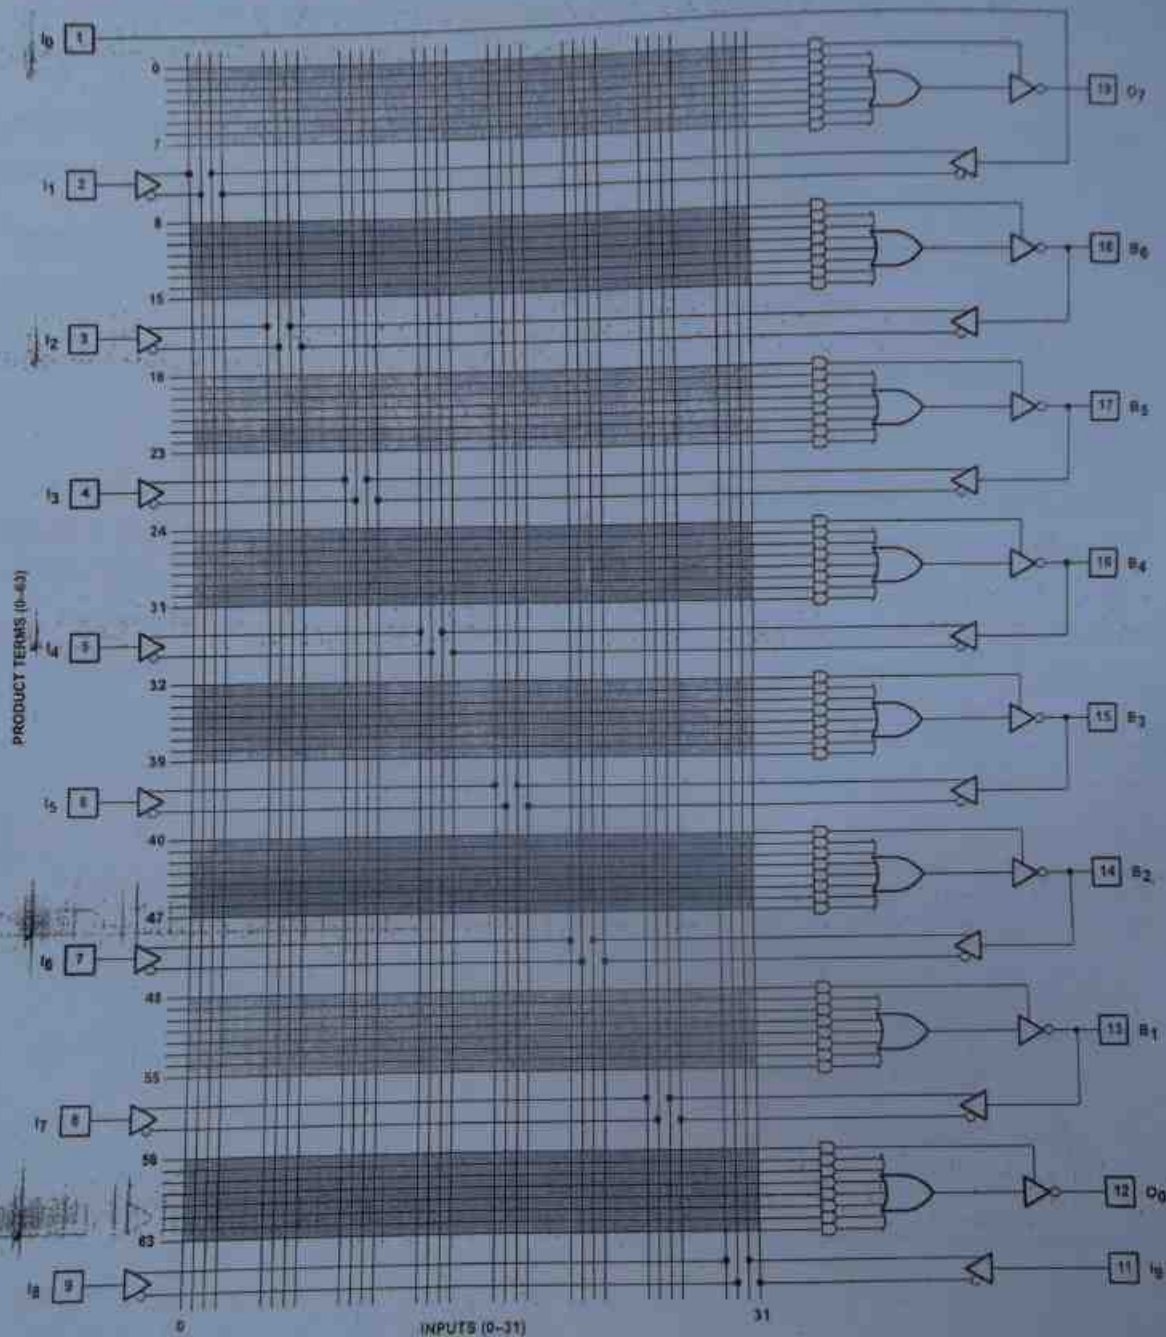 I0 1
0
19 O7
7
I1 2
8
18 B6
15
I2 3
16
17 B5
23
I3 4
24
16 B4
31
I4 5
32
15 B3
39
I5 6
40
14 B2
47
I6 7
48
13 B1
55
I7 8
56
12 O0
63
I8 9
11 I9
0
31
INPUTS (0–31)
PRODUCT TERMS (0–63)